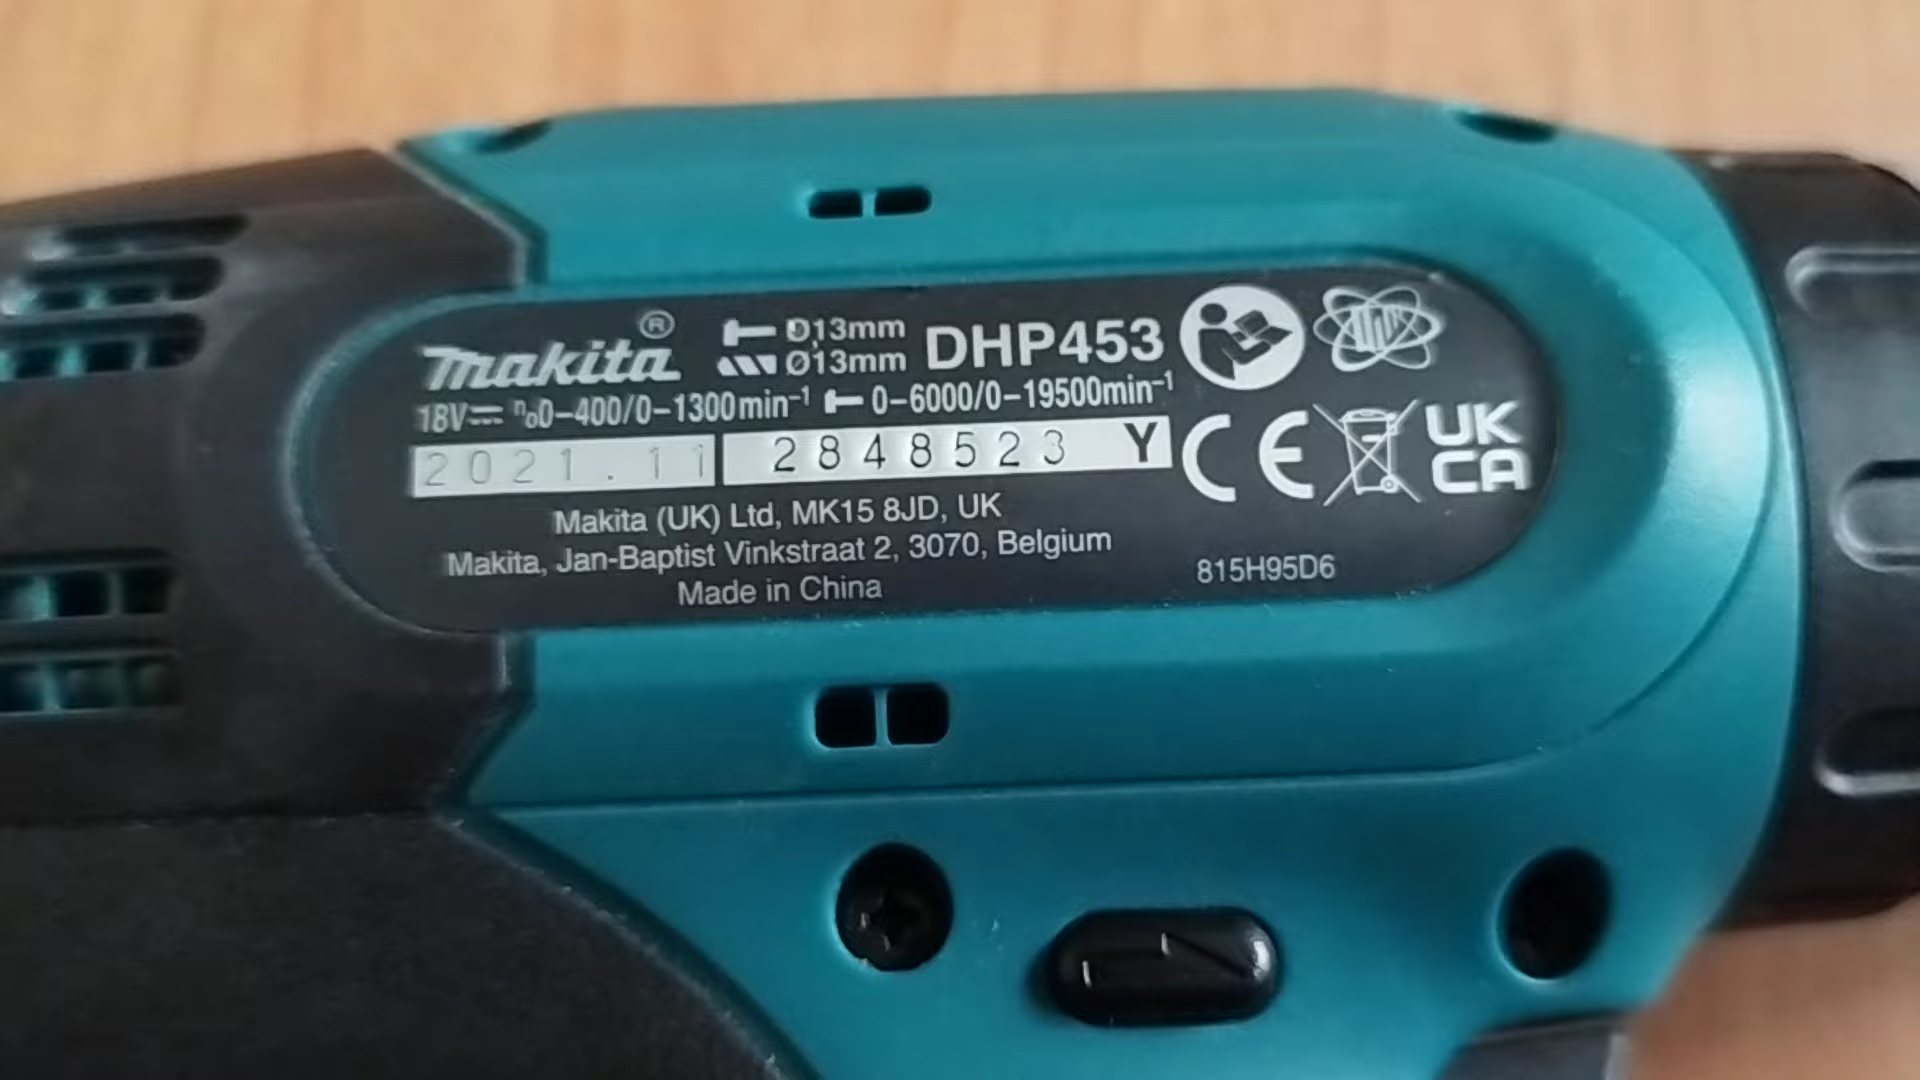 makita® D,13mm DHP453
Ø13mm
18V⎓ n₀0-400/0-1300min⁻¹ 0-6000/0-19500min⁻¹
2021.11 2848523 Y CE UK CA
Makita (UK) Ltd, MK15 8JD, UK
Makita, Jan-Baptist Vinkstraat 2, 3070, Belgium
Made in China 815H95D6